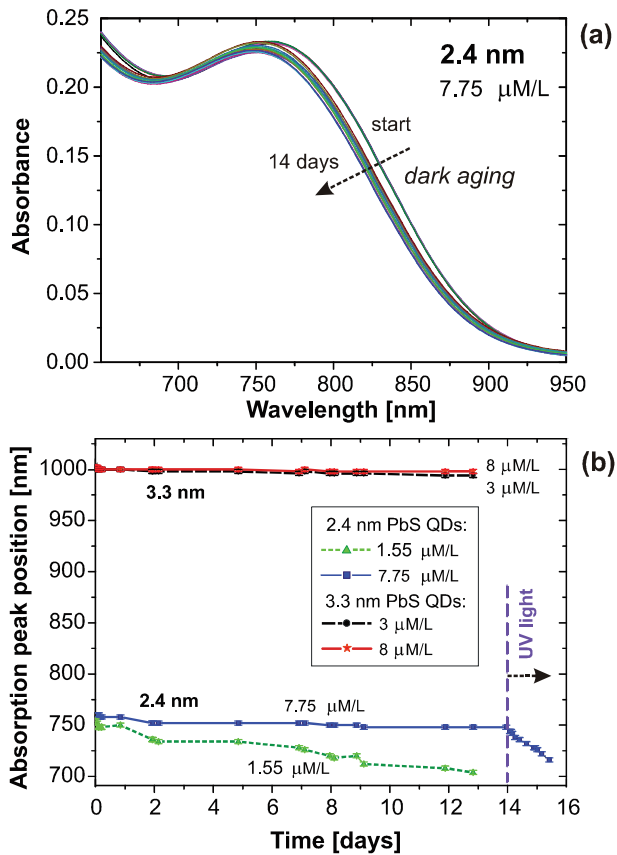 (a)
2.4 nm
7.75 μM/L
start
14 days
dark aging
Absorbance
0.25
0.20
0.15
0.10
0.05
0.00
700 750 800 850 900 950
Wavelength [nm]
(b)
Absorption peak position [nm]
1000
950
900
850
800
750
700
8 μM/L
3 μM/L
3.3 nm
2.4 nm PbS QDs:
1.55 μM/L
7.75 μM/L
3.3 nm PbS QDs:
3 μM/L
8 μM/L
UV light
2.4 nm
7.75 μM/L
1.55 μM/L
0 2 4 6 8 10 12 14 16
Time [days]